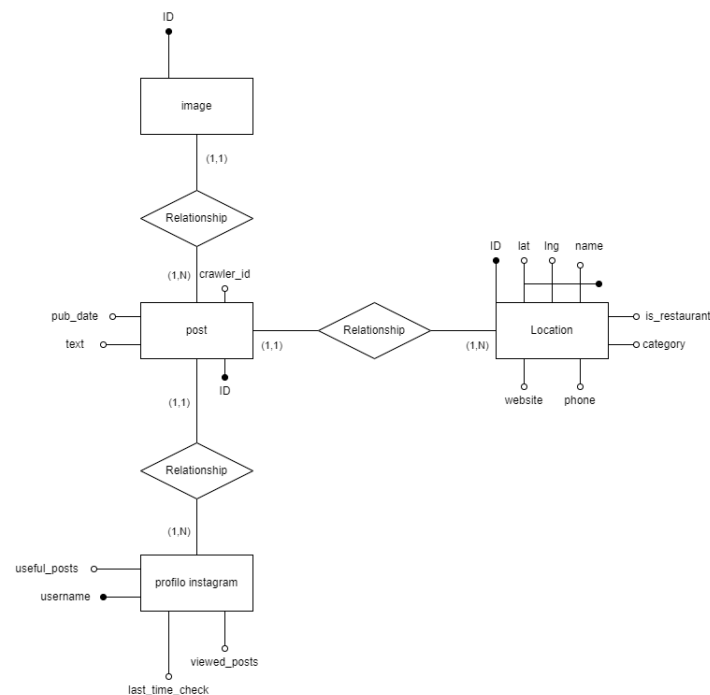 ID
image
(1,1)
Relationship
(1,N)
crawler_id
pub_date
text
post
(1,1)
Relationship
(1,N)
ID
lat
lng
name
Location
is_restaurant
category
website
phone
ID
(1,1)
Relationship
(1,N)
useful_posts
username
profilo instagram
viewed_posts
last_time_check